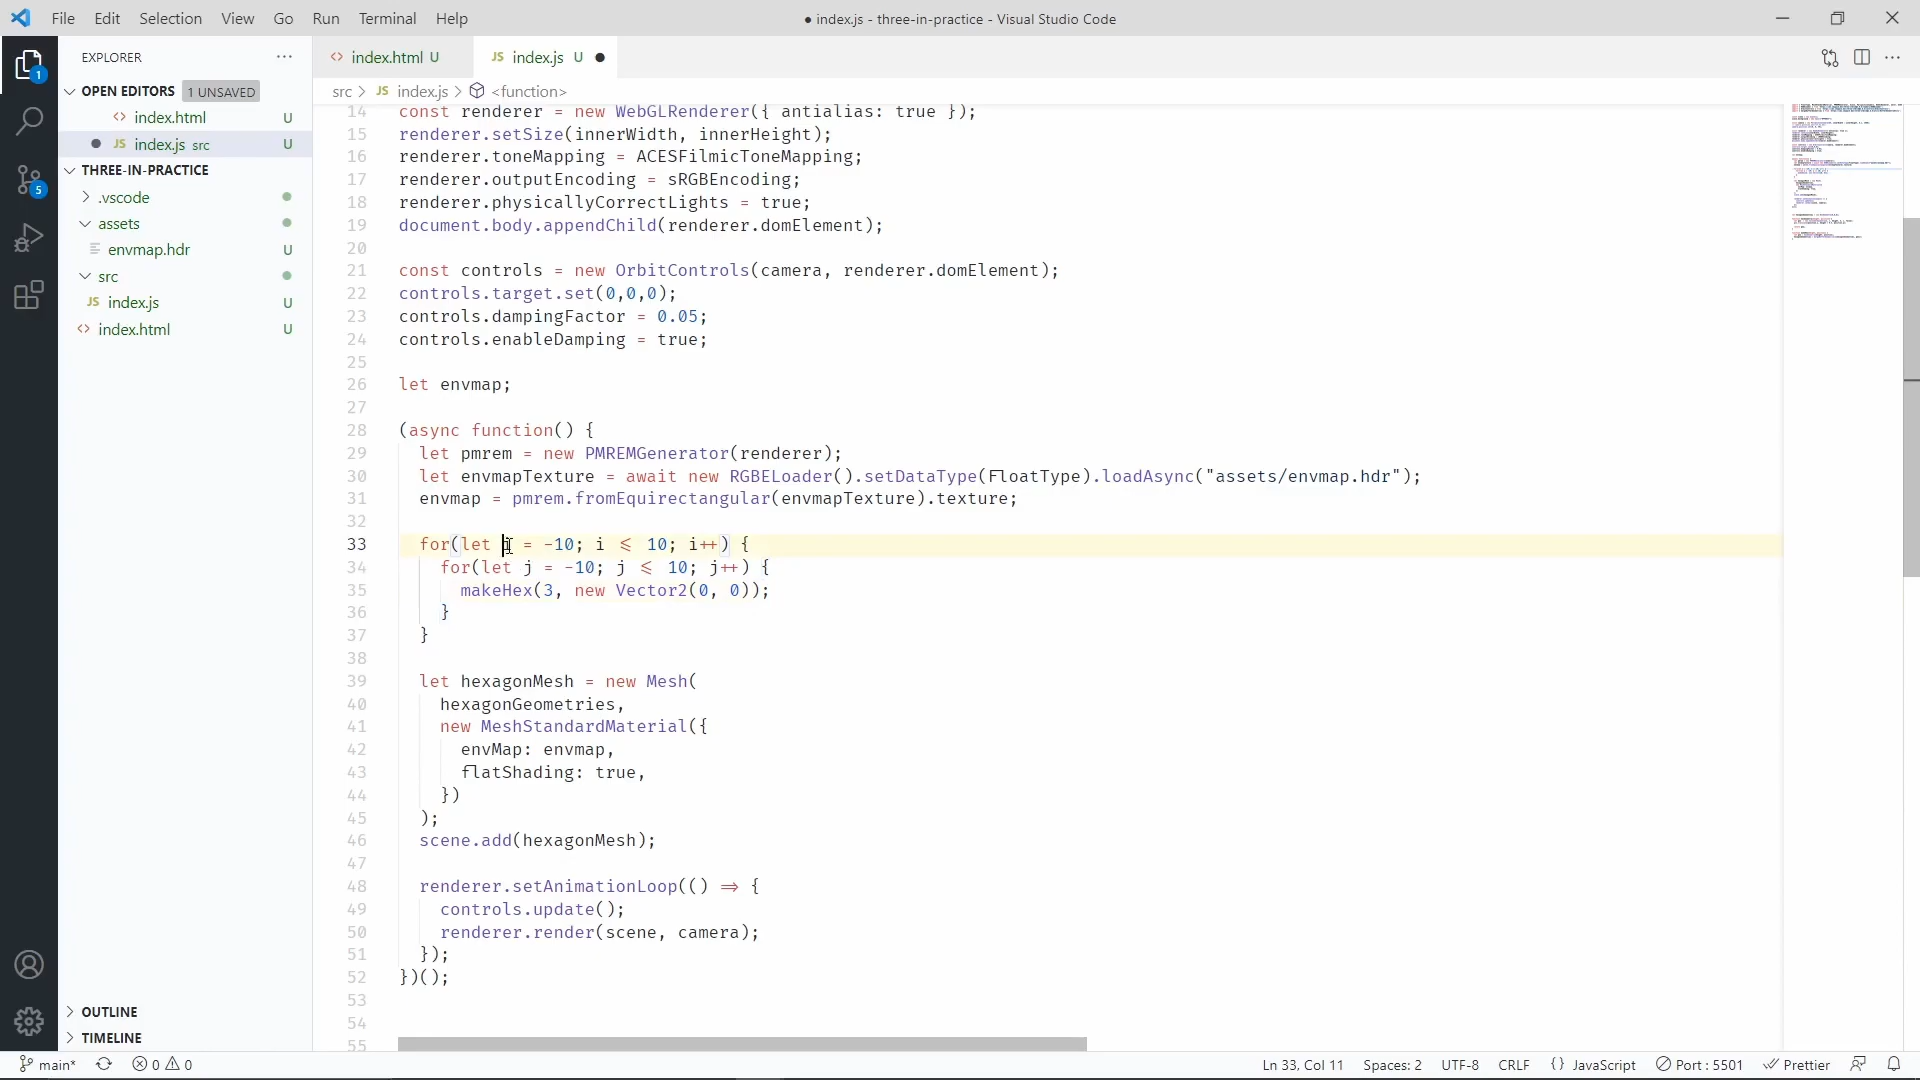 File Edit Selection View Go Run Terminal Help
● index.js - three-in-practice - Visual Studio Code
EXPLORER
OPEN EDITORS 1 UNSAVED
<> index.html U
● JS index.js src U
THREE-IN-PRACTICE
.vscode
assets
envmap.hdr U
src
JS index.js U
<> index.html U
OUTLINE
TIMELINE
1
5
<> index.html U
JS index.js U ●
src > JS index.js > <function>
14 const renderer = new WebGLRenderer({ antialias: true });
15 renderer.setSize(innerWidth, innerHeight);
16 renderer.toneMapping = ACESFilmicToneMapping;
17 renderer.outputEncoding = sRGBEncoding;
18 renderer.physicallyCorrectLights = true;
19 document.body.appendChild(renderer.domElement);
20
21 const controls = new OrbitControls(camera, renderer.domElement);
22 controls.target.set(0,0,0);
23 controls.dampingFactor = 0.05;
24 controls.enableDamping = true;
25
26 let envmap;
27
28 (async function() {
29 let pmrem = new PMREMGenerator(renderer);
30 let envmapTexture = await new RGBELoader().setDataType(FloatType).loadAsync("assets/envmap.hdr");
31 envmap = pmrem.fromEquirectangular(envmapTexture).texture;
32
33 for(let i = -10; i <= 10; i++) {
34 for(let j = -10; j <= 10; j++) {
35 makeHex(3, new Vector2(0, 0));
36 }
37 }
38
39 let hexagonMesh = new Mesh(
40 hexagonGeometries,
41 new MeshStandardMaterial({
42 envMap: envmap,
43 flatShading: true,
44 })
45 );
46 scene.add(hexagonMesh);
47
48 renderer.setAnimationLoop(() => {
49 controls.update();
50 renderer.render(scene, camera);
51 });
52 })();
53
54
55
main* 0 0
Ln 33, Col 11 Spaces: 2 UTF-8 CRLF {} JavaScript Port : 5501 Prettier